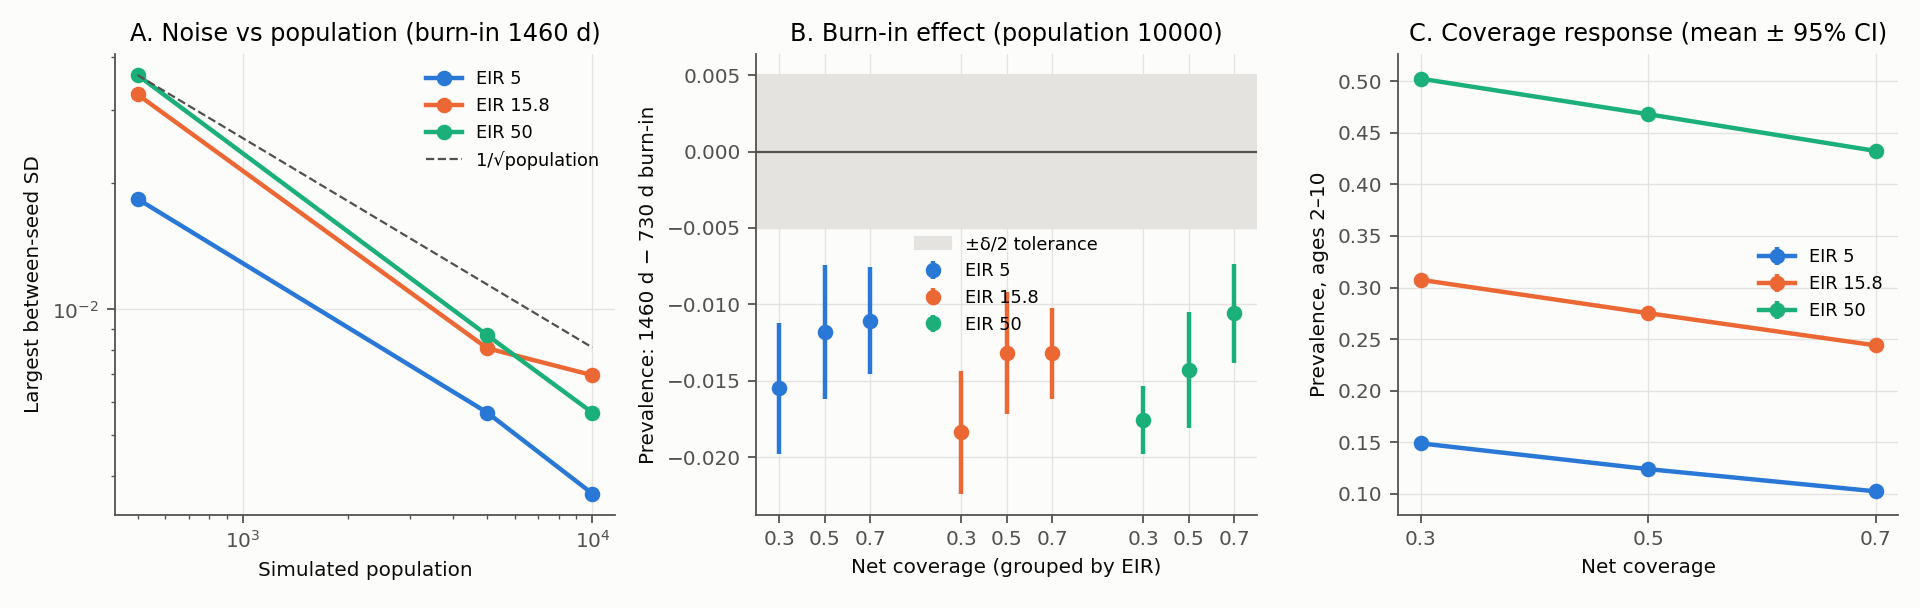 A. Noise vs population (burn-in 1460 d)
EIR 5
EIR 15.8
EIR 50
1/√population
Largest between-seed SD
10⁻²
10³
10⁴
Simulated population
B. Burn-in effect (population 10000)
Prevalence: 1460 d − 730 d burn-in
0.005
0.000
−0.005
−0.010
−0.015
−0.020
±δ/2 tolerance
EIR 5
EIR 15.8
EIR 50
0.3 0.5 0.7 0.3 0.5 0.7 0.3 0.5 0.7
Net coverage (grouped by EIR)
C. Coverage response (mean ± 95% CI)
Prevalence, ages 2–10
0.50
0.45
0.40
0.35
0.30
0.25
0.20
0.15
0.10
EIR 5
EIR 15.8
EIR 50
0.3 0.5 0.7
Net coverage